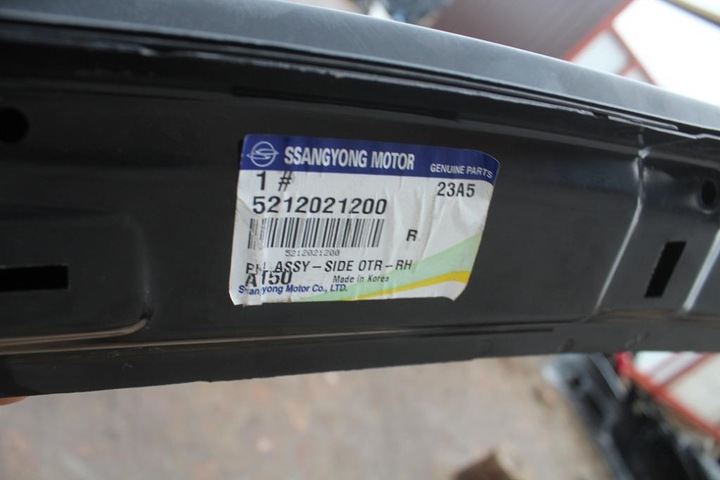 SSANGYONG MOTOR GENUINE PARTS
1 # 23A5
5212021200
R
5212021200
PNL ASSY-SIDE OTR-RH
A150 Made in Korea
Ssangyong Motor Co., LTD.